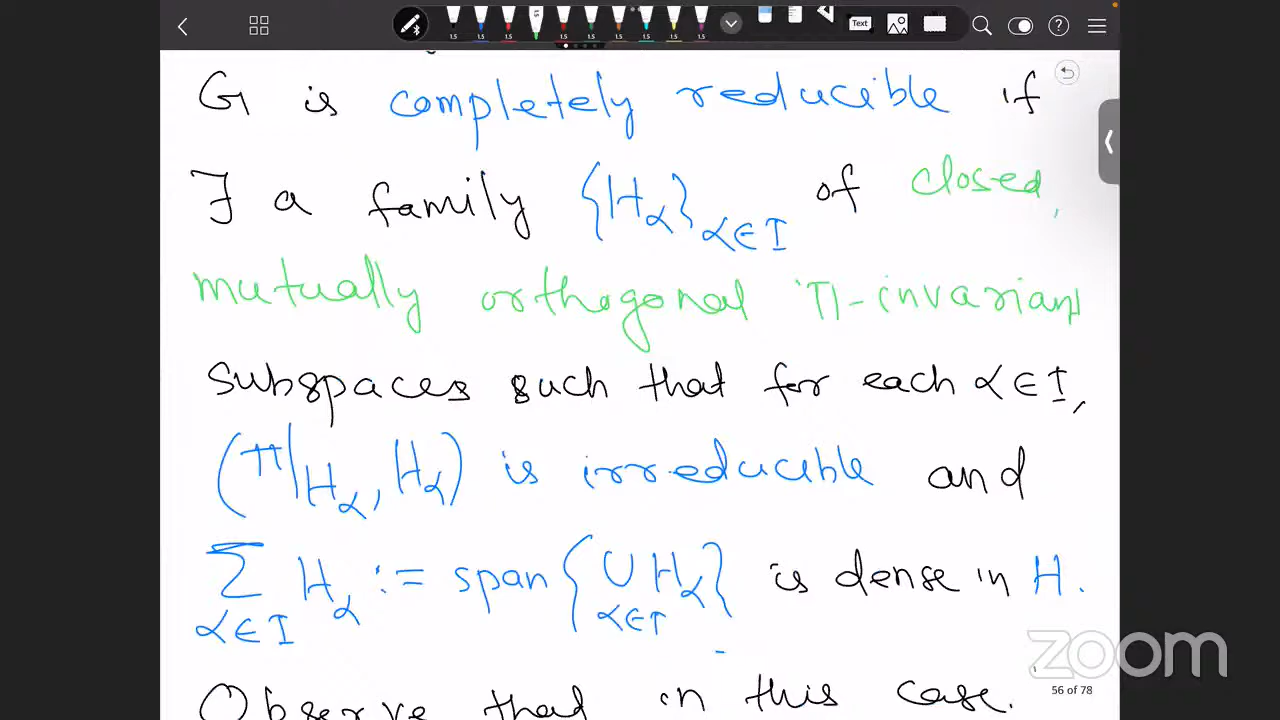 Text
G is completely reducible if
∃ a family {H_α}_{α∈I} of closed,
mutually orthogonal π-invariant
subspaces such that for each α∈I,
(π|_{H_α}, H_α) is irreducible and
∑_{α∈I} H_α := span {∪_{α∈I} H_α} is dense in H.
zoom
56 of 78
Observe that in this case.